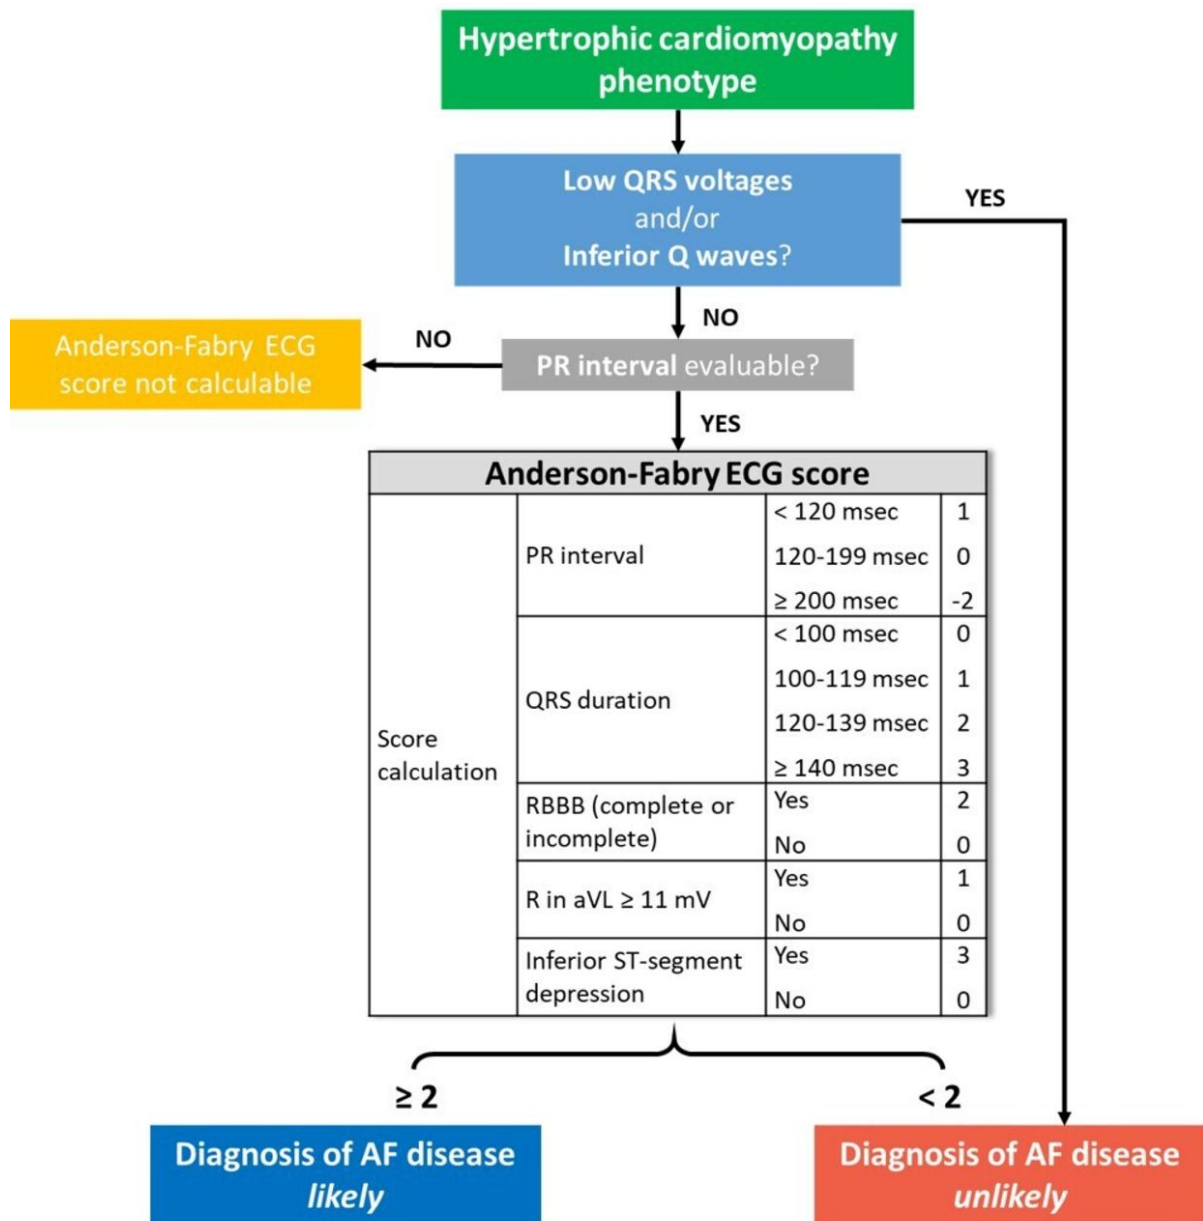 Hypertrophic cardiomyopathy
phenotype
Low QRS voltages
and/or
Inferior Q waves?
YES
NO
NO
Anderson-Fabry ECG
score not calculable
PR interval evaluable?
YES
Anderson-Fabry ECG score
Score
calculation
PR interval
< 120 msec 1
120-199 msec 0
≥ 200 msec -2
QRS duration
< 100 msec 0
100-119 msec 1
120-139 msec 2
≥ 140 msec 3
RBBB (complete or
incomplete)
Yes 2
No 0
R in aVL ≥ 11 mV
Yes 1
No 0
Inferior ST-segment
depression
Yes 3
No 0
≥ 2
< 2
Diagnosis of AF disease
likely
Diagnosis of AF disease
unlikely